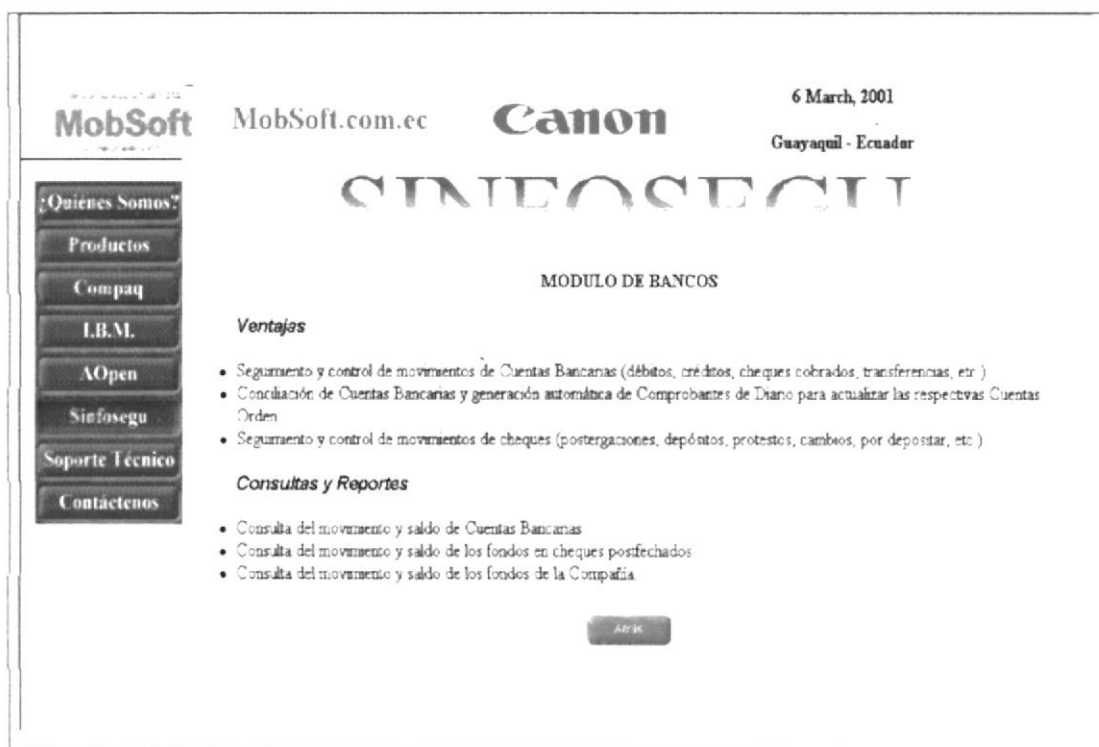 MobSoft
MobSoft.com.ec
Canon
6 March, 2001
Guayaquil - Ecuador
SINFOSEGU
¿Quiénes Somos?
Productos
Compaq
I.B.M.
AOpen
Sinfosegu
Soporte Técnico
Contáctenos
MODULO DE BANCOS
Ventajas
• Seguimiento y control de movimientos de Cuentas Bancarias (débitos, créditos, cheques cobrados, transferencias, etc.)
• Conciliación de Cuentas Bancarias y generación automática de Comprobantes de Diario para actualizar las respectivas Cuentas
Orden
• Seguimiento y control de movimientos de cheques (postergaciones, depósitos, protestos, cambios, por depositar, etc.)
Consultas y Reportes
• Consulta del movimiento y saldo de Cuentas Bancarias
• Consulta del movimiento y saldo de los fondos en cheques postfechados
• Consulta del movimiento y saldo de los fondos de la Compañía
Atrás